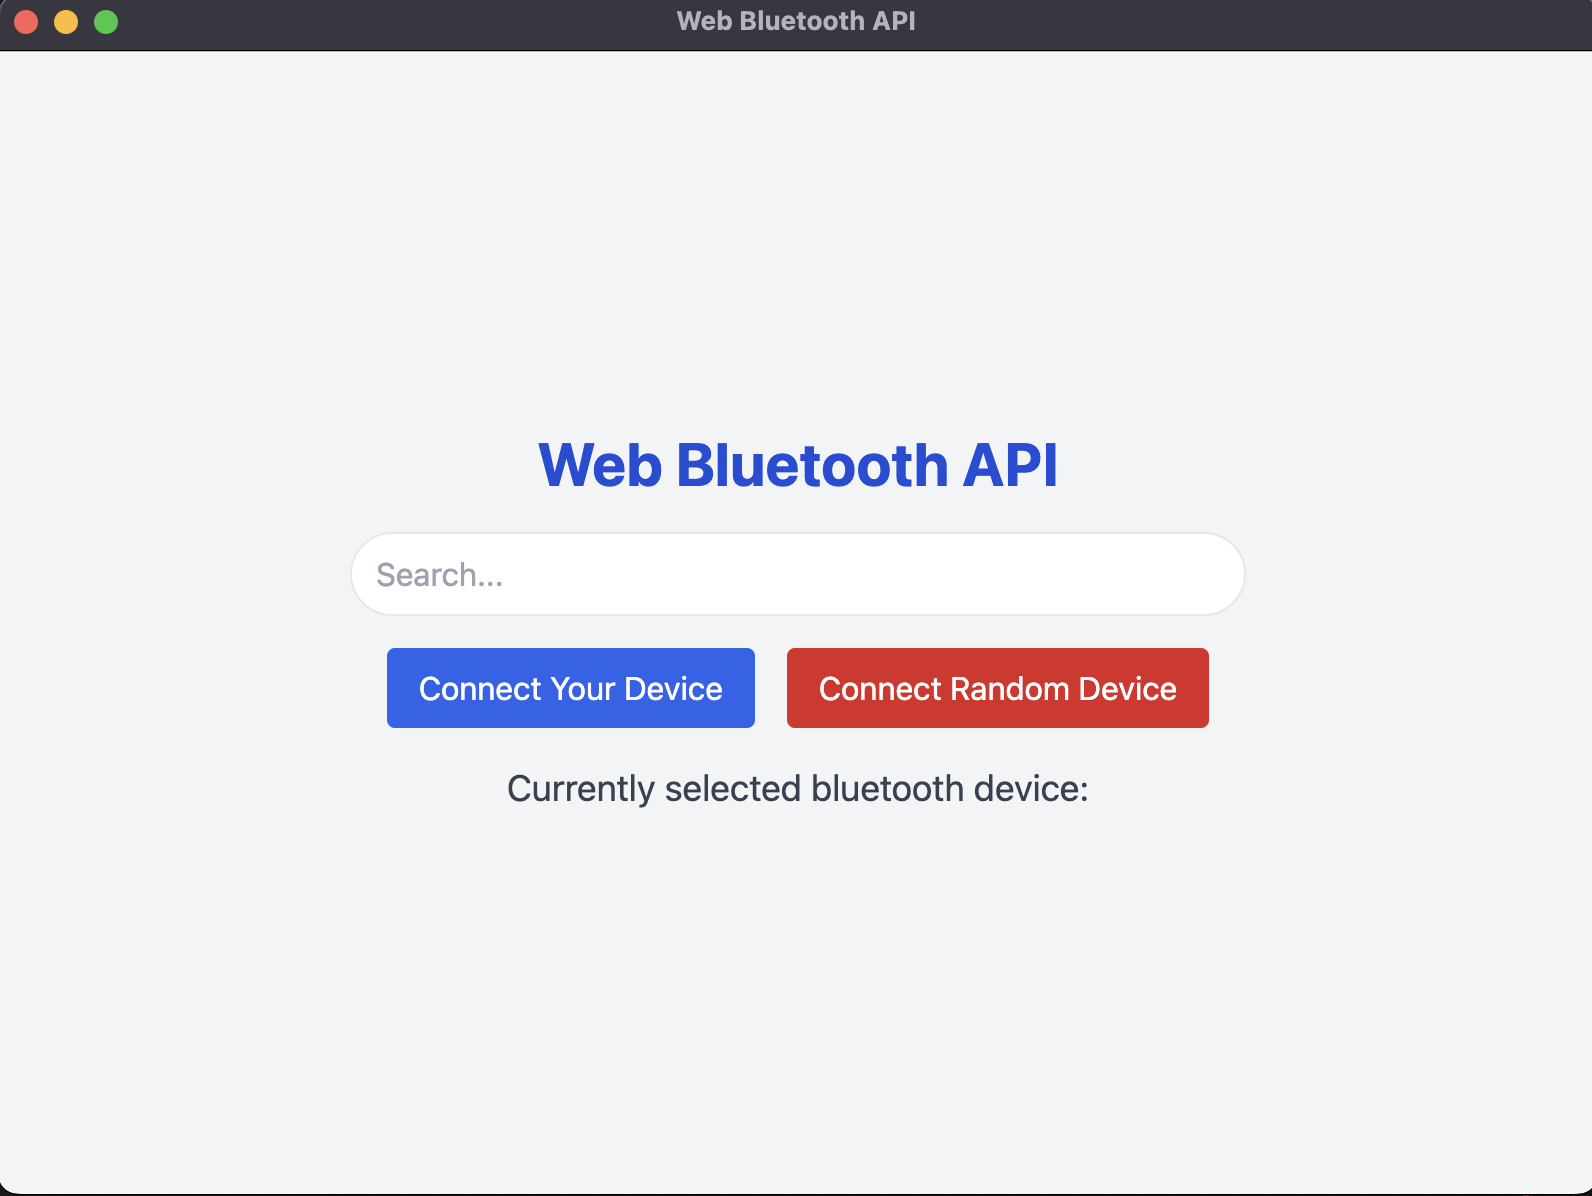 Web Bluetooth API
Web Bluetooth API
Search...
Connect Your Device
Connect Random Device
Currently selected bluetooth device: